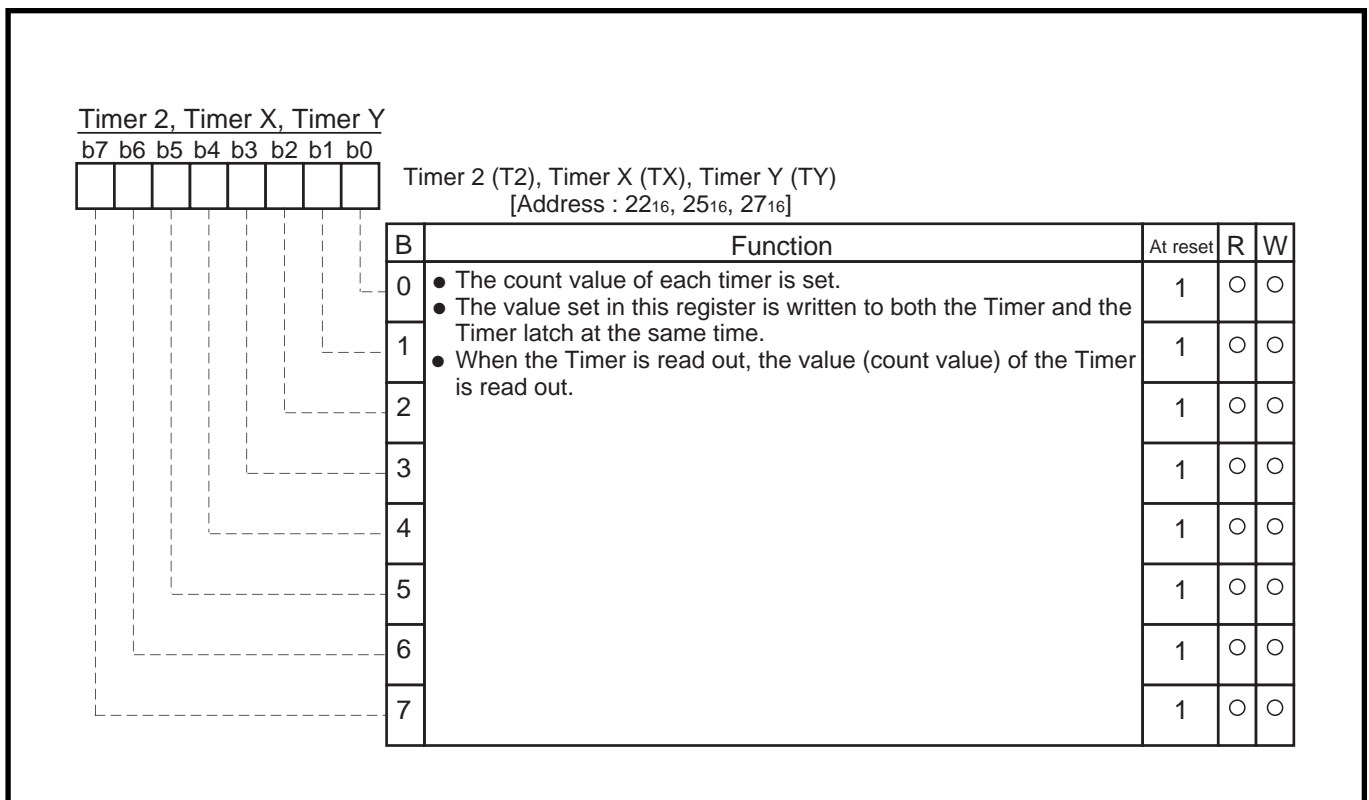 Timer 2, Timer X, Timer Y
b7 b6 b5 b4 b3 b2 b1 b0
Timer 2 (T2), Timer X (TX), Timer Y (TY)
[Address : 22₁₆, 25₁₆, 27₁₆]
B Function At reset R W
0 ● The count value of each timer is set. 1 ○ ○
● The value set in this register is written to both the Timer and the
Timer latch at the same time.
1 ● When the Timer is read out, the value (count value) of the Timer 1 ○ ○
is read out.
2 1 ○ ○
3 1 ○ ○
4 1 ○ ○
5 1 ○ ○
6 1 ○ ○
7 1 ○ ○